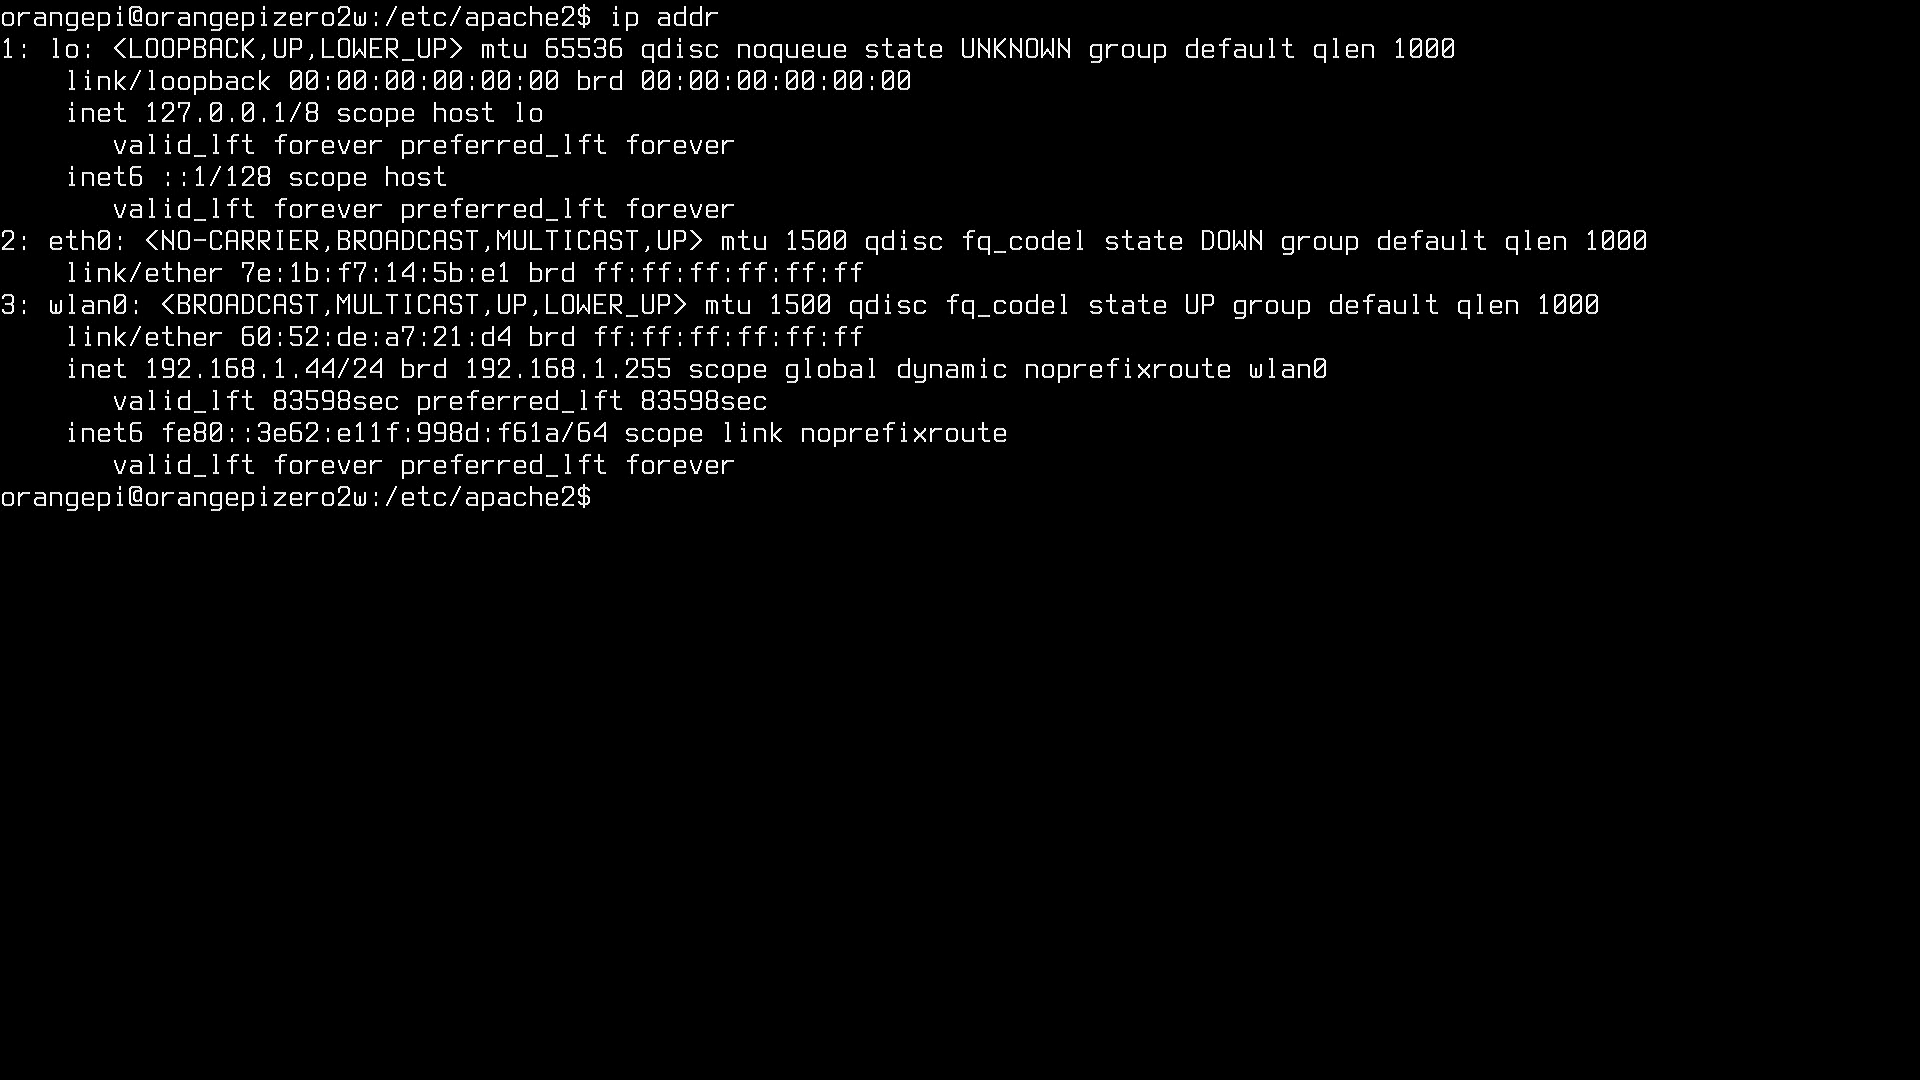 orangepi@orangepizero2w:/etc/apache2$ ip addr
1: lo: <LOOPBACK,UP,LOWER_UP> mtu 65536 qdisc noqueue state UNKNOWN group default qlen 1000
    link/loopback 00:00:00:00:00:00 brd 00:00:00:00:00:00
    inet 127.0.0.1/8 scope host lo
       valid_lft forever preferred_lft forever
    inet6 ::1/128 scope host
       valid_lft forever preferred_lft forever
2: eth0: <NO-CARRIER,BROADCAST,MULTICAST,UP> mtu 1500 qdisc fq_codel state DOWN group default qlen 1000
    link/ether 7e:1b:f7:14:5b:e1 brd ff:ff:ff:ff:ff:ff
3: wlan0: <BROADCAST,MULTICAST,UP,LOWER_UP> mtu 1500 qdisc fq_codel state UP group default qlen 1000
    link/ether 60:52:de:a7:21:d4 brd ff:ff:ff:ff:ff:ff
    inet 192.168.1.44/24 brd 192.168.1.255 scope global dynamic noprefixroute wlan0
       valid_lft 83598sec preferred_lft 83598sec
    inet6 fe80::3e62:e11f:998d:f61a/64 scope link noprefixroute
       valid_lft forever preferred_lft forever
orangepi@orangepizero2w:/etc/apache2$